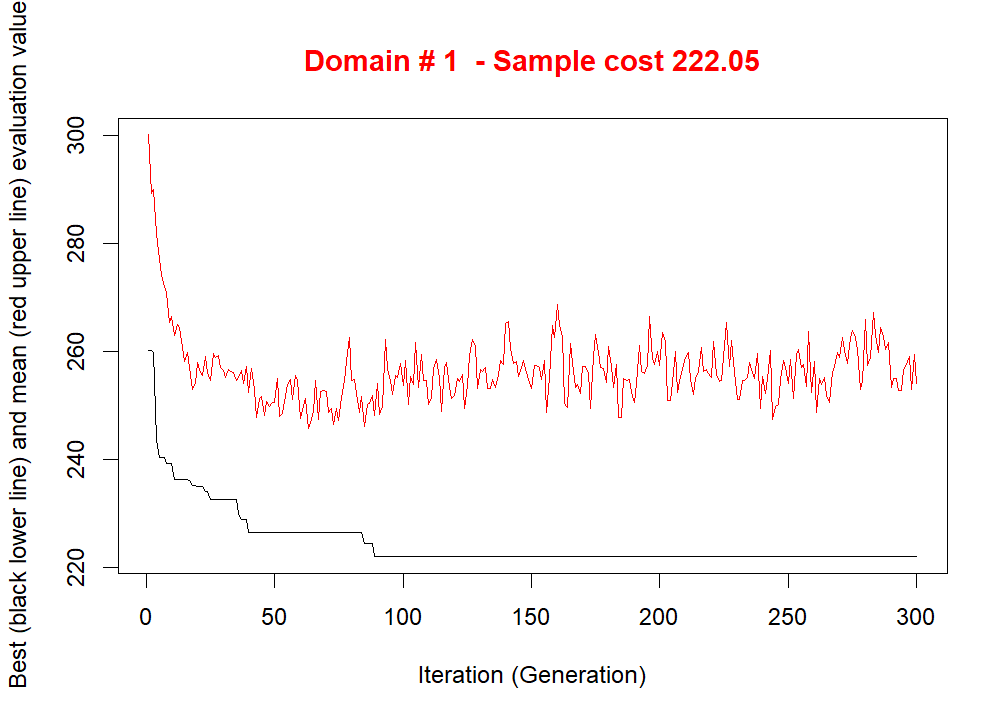 Domain # 1  - Sample cost 222.05
Best (black lower line) and mean (red upper line) evaluation value
300
280
260
240
220
0 50 100 150 200 250 300
Iteration (Generation)